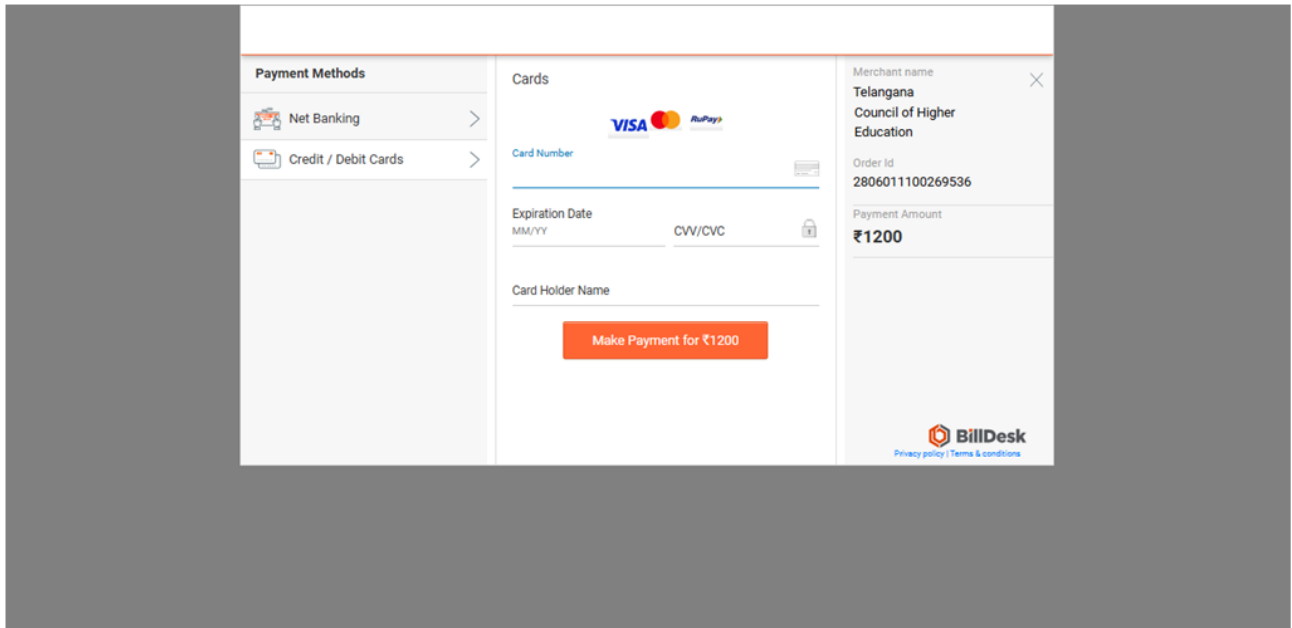 Payment Methods
Net Banking
Credit / Debit Cards
Cards
VISA RuPay
Card Number
Expiration Date
MM/YY
CVV/CVC
Card Holder Name
Make Payment for ₹1200
Merchant name
Telangana
Council of Higher
Education
Order Id
2806011100269536
Payment Amount
₹1200
BillDesk
Privacy policy | Terms & conditions